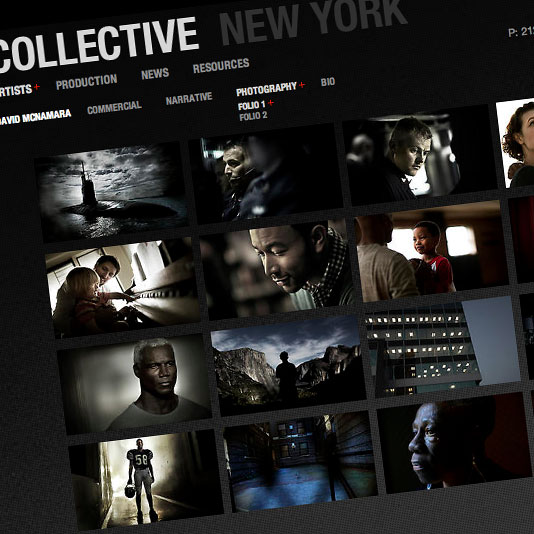 COLLECTIVE NEW YORK
P: 212
ARTISTS + PRODUCTION NEWS RESOURCES
DAVID MCNAMARA COMMERCIAL NARRATIVE PHOTOGRAPHY + BIO
FOLIO 1 +
FOLIO 2
58